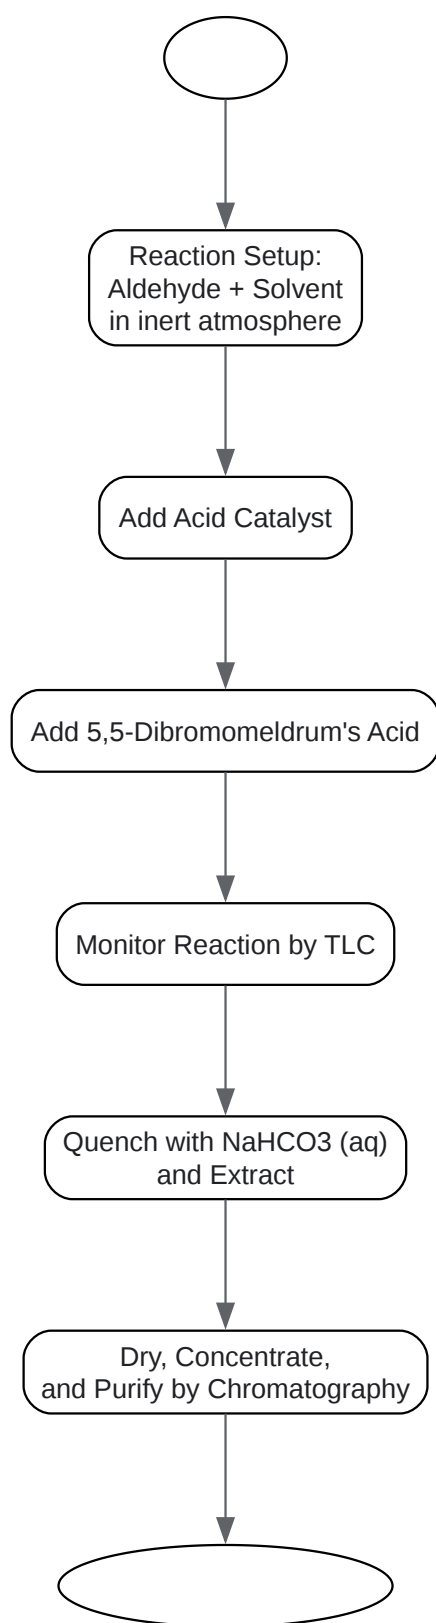 Reaction Setup:
Aldehyde + Solvent
in inert atmosphere
Add Acid Catalyst
Add 5,5-Dibromomeldrum's Acid
Monitor Reaction by TLC
Quench with NaHCO3 (aq)
and Extract
Dry, Concentrate,
and Purify by Chromatography